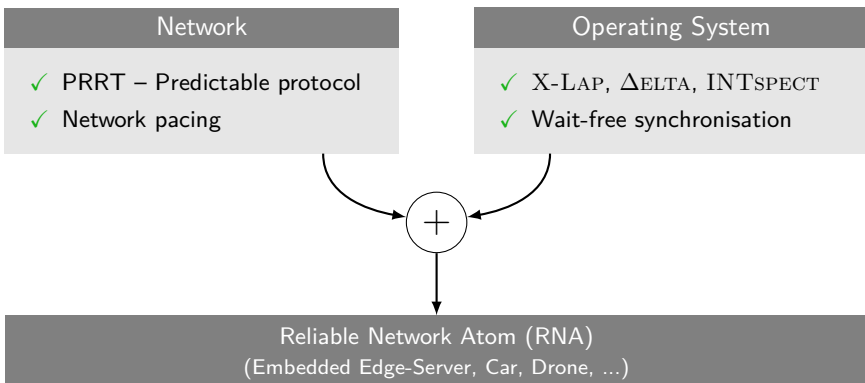 Network
✓ PRRT – Predictable protocol
✓ Network pacing
Operating System
✓ X-LAP, ΔELTA, INTSPECT
✓ Wait-free synchronisation
+
Reliable Network Atom (RNA)
(Embedded Edge-Server, Car, Drone, ...)